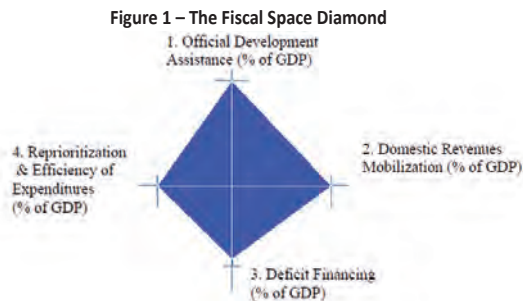 Figure 1 – The Fiscal Space Diamond
1. Official Development
Assistance (% of GDP)
2. Domestic Revenues
Mobilization (% of GDP)
3. Deficit Financing
(% of GDP)
4. Reprioritization
& Efficiency of
Expenditures
(% of GDP)